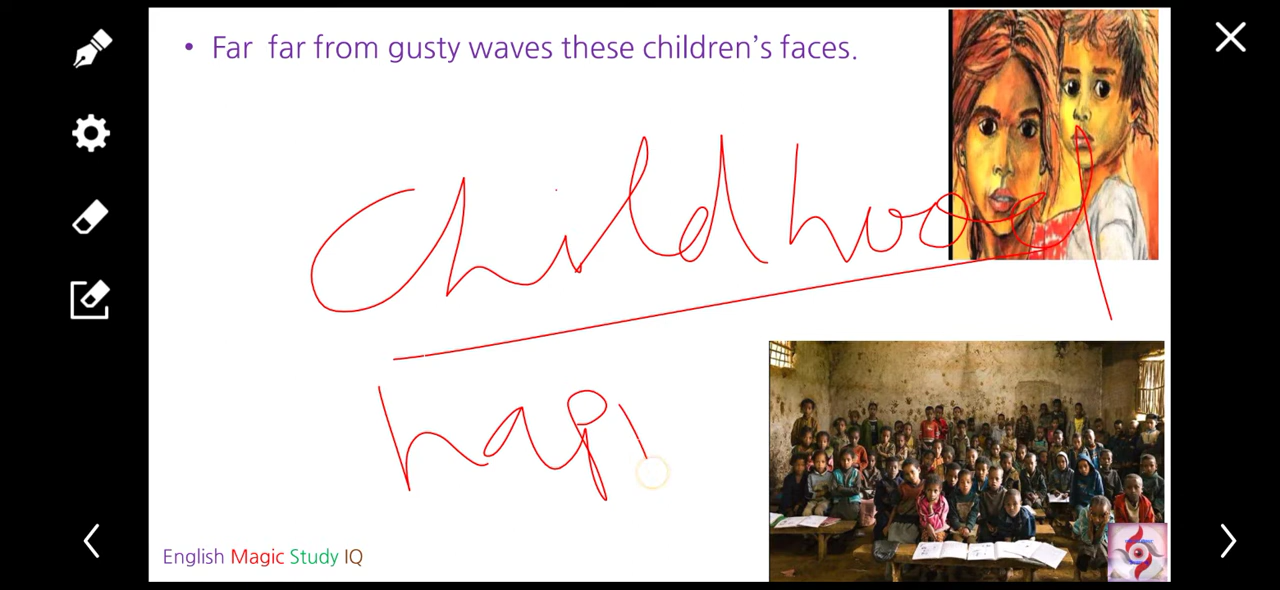 • Far far from gusty waves these children's faces.
Childhood
hap
English Magic Study IQ